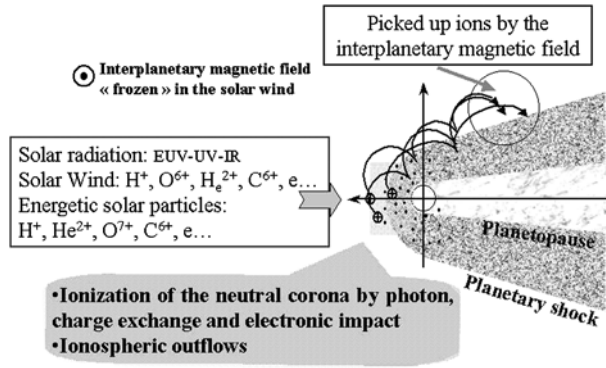 Picked up ions by the
interplanetary magnetic field
Interplanetary magnetic field
« frozen » in the solar wind
Solar radiation: EUV-UV-IR
Solar Wind: H⁺, O⁶⁺, Hₑ²⁺, C⁶⁺, e…
Energetic solar particles:
H⁺, He²⁺, O⁷⁺, C⁶⁺, e…
Planetopause
Planetary shock
•Ionization of the neutral corona by photon,
charge exchange and electronic impact
•Ionospheric outflows